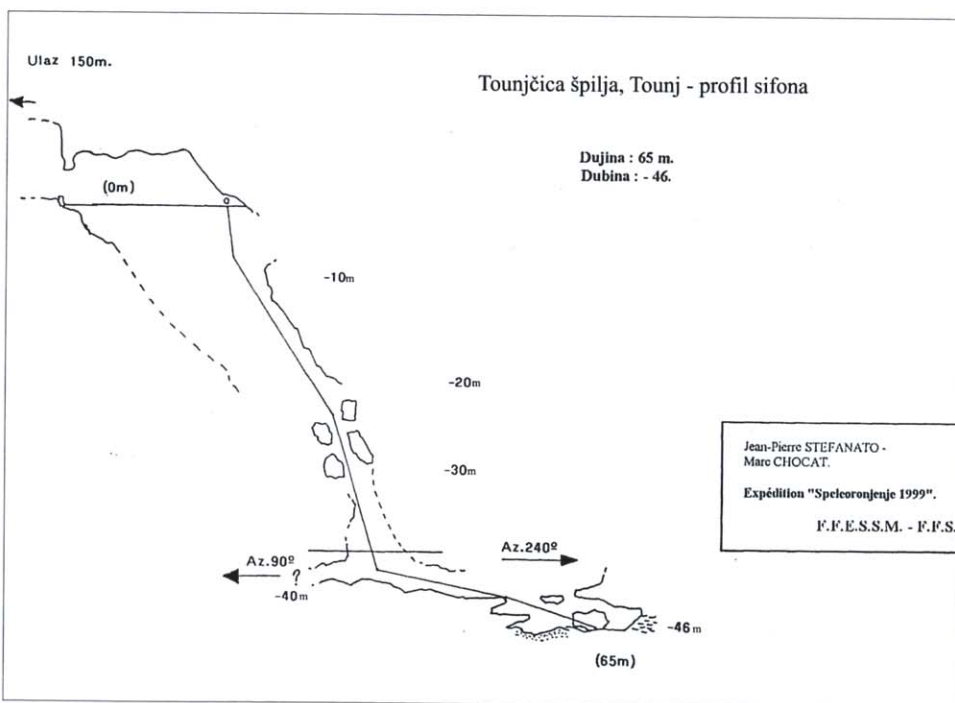 Ulaz 150m.
Tounjčica špilja, Tounj - profil sifona
Dujina : 65 m.
Dubina : - 46.
(0m)
-10m
-20m
-30m
Az.90º
?
Az.240º
-40m
-46m
(65m)
Jean-Pierre STEFANATO -
Marc CHOCAT.
Expédition "Speleoronjenje 1999".
F.F.E.S.S.M. - F.F.S.